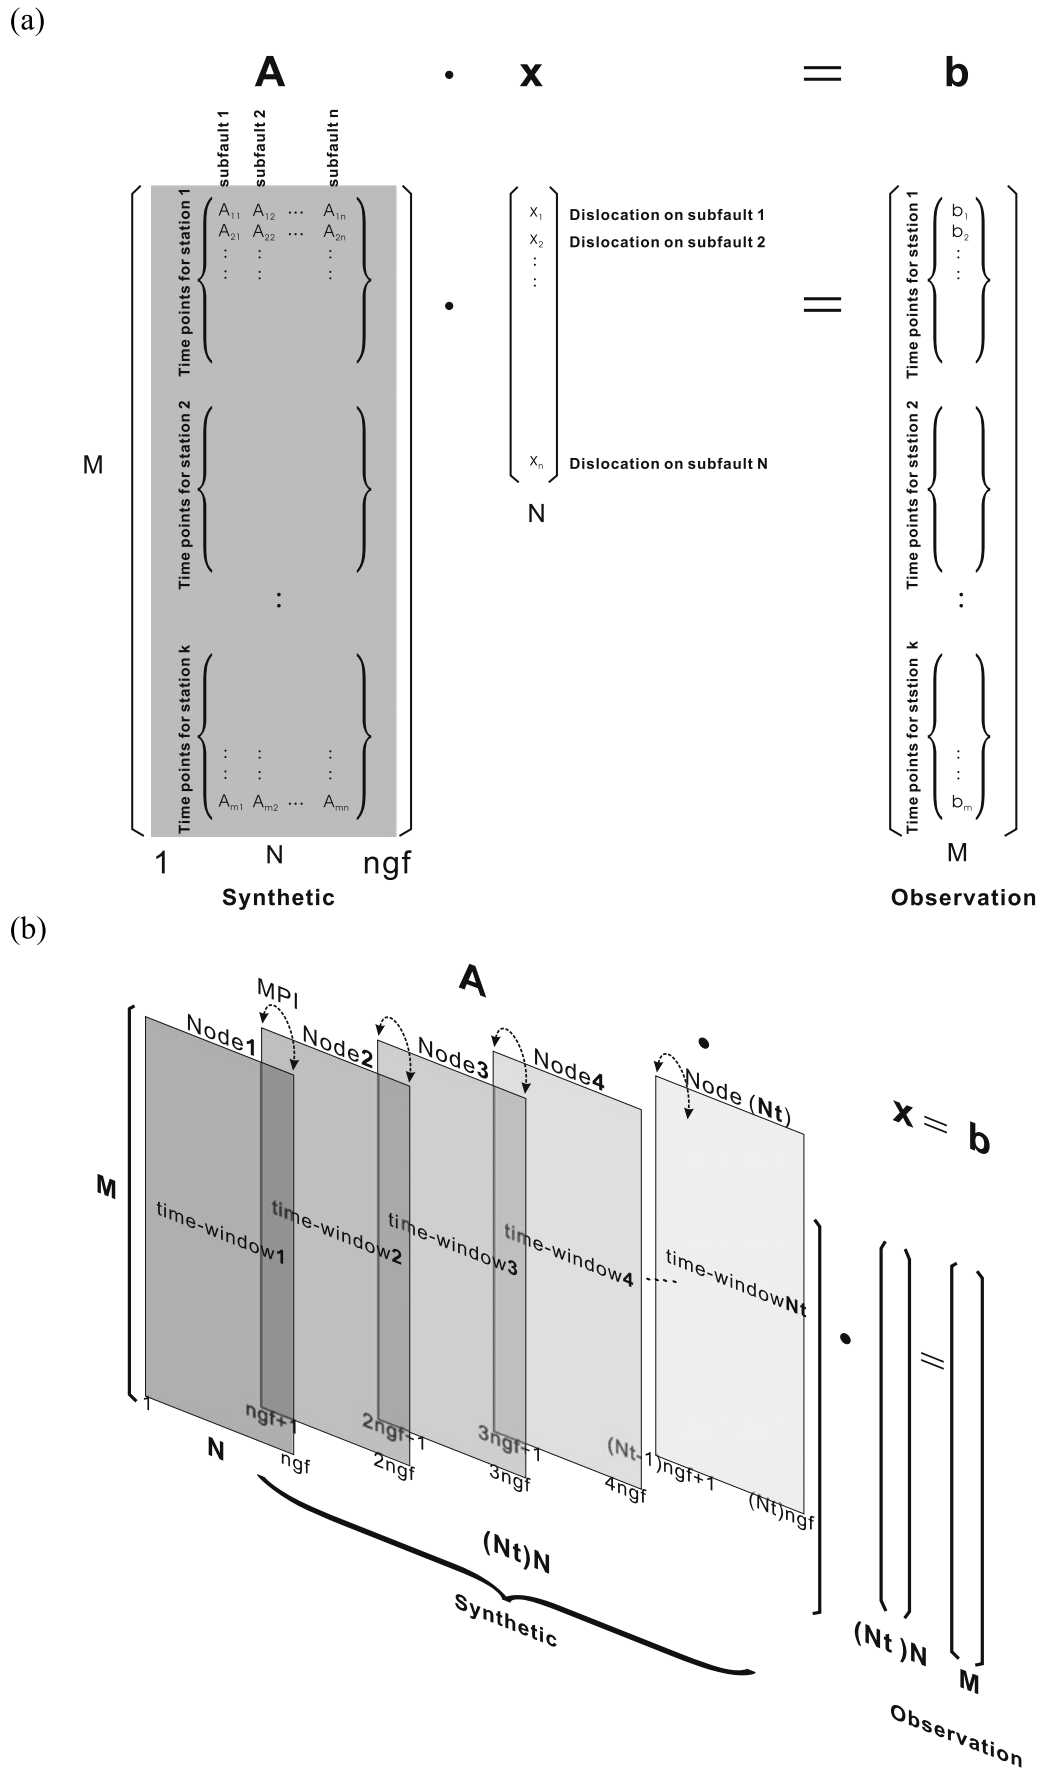 (a)
A · x = b
subfault 1
subfault 2
subfault n
Time points for station 1
A11 A12 ... A1n
A21 A22 ... A2n
: : :
: : :
Time points for station 2
:
Time points for station k
: : :
: : :
Am1 Am2 ... Amn
M
1 N ngf
Synthetic
·
x1 Dislocation on subfault 1
x2 Dislocation on subfault 2
:
:
xn Dislocation on subfault N
N
=
Time points for ststion 1
b1
b2
:
:
Time points for ststion 2
:
Time points for ststion k
:
:
bm
M
Observation
(b)
A · x = b
MPI
Node1
Node2
Node3
Node4
Node (Nt)
M
time-window1
time-window2
time-window3
time-window4 ....
time-windowNt
· =
1
ngf+1
2ngf+1
3ngf+1
(Nt-1)ngf+1
N
ngf
2ngf
3ngf
4ngf
(Nt)ngf
(Nt)N
Synthetic
(Nt )N
M
Observation